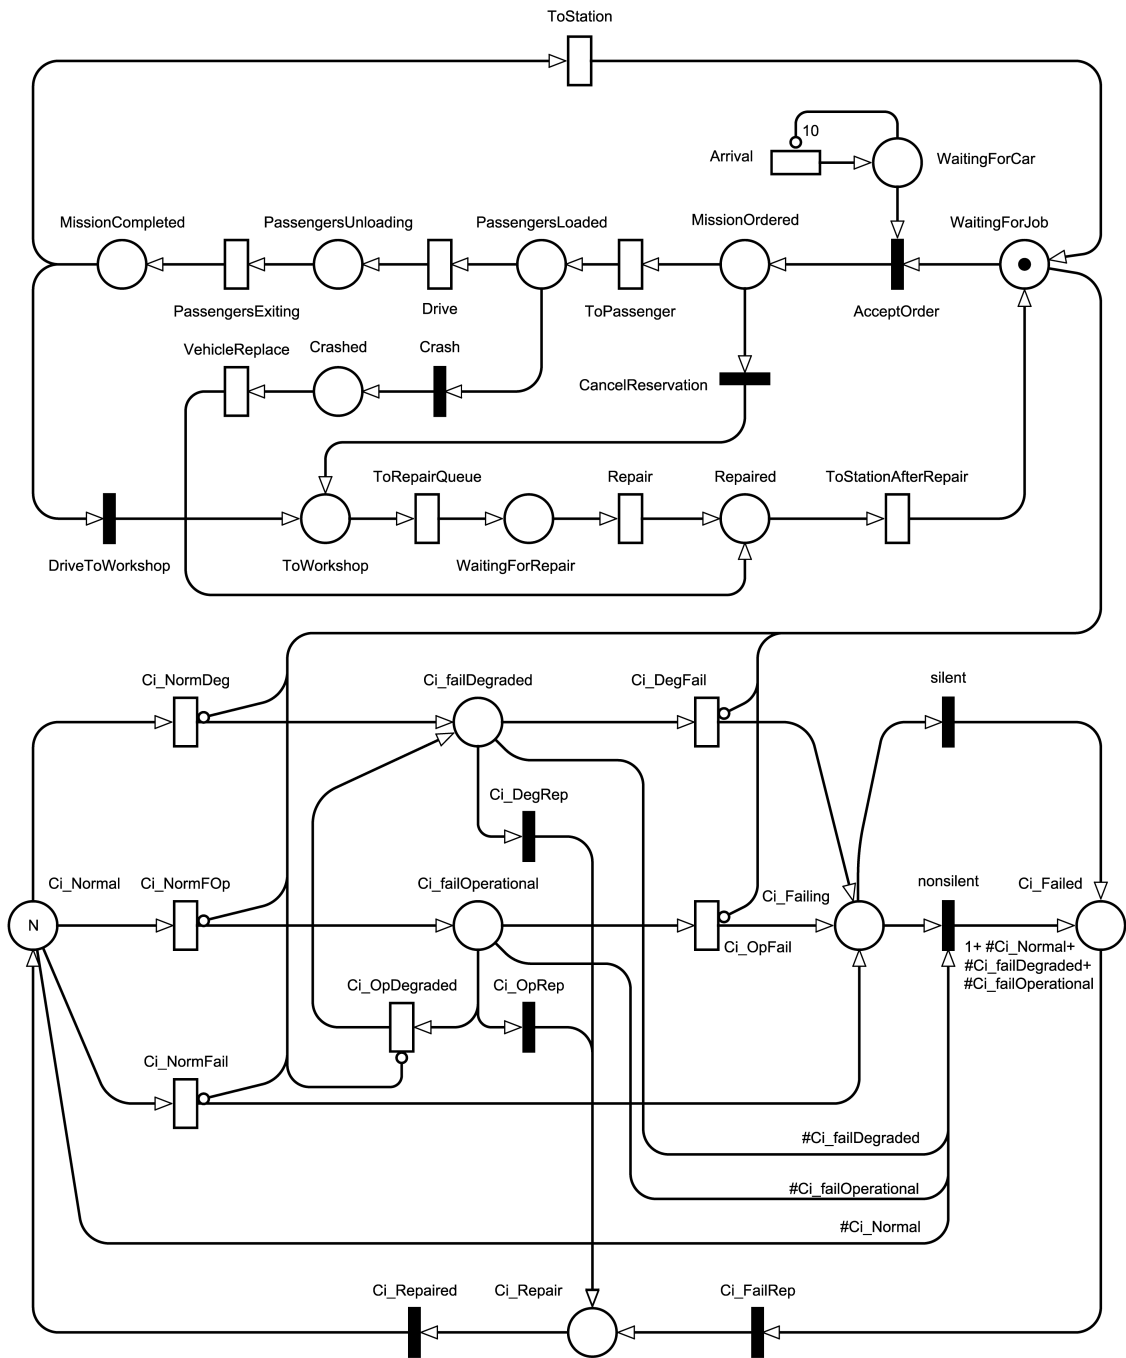 ToStation
10
Arrival
WaitingForCar
MissionCompleted
PassengersUnloading
PassengersLoaded
MissionOrdered
WaitingForJob
PassengersExiting
Drive
ToPassenger
AcceptOrder
VehicleReplace
Crashed
Crash
CancelReservation
ToRepairQueue
Repair
Repaired
ToStationAfterRepair
DriveToWorkshop
ToWorkshop
WaitingForRepair
Ci_NormDeg
Ci_failDegraded
Ci_DegFail
silent
Ci_DegRep
Ci_Normal
Ci_NormFOp
Ci_failOperational
Ci_Failing
nonsilent
Ci_Failed
N
Ci_OpFail
1+ #Ci_Normal+
#Ci_failDegraded+
#Ci_failOperational
Ci_OpDegraded
Ci_OpRep
Ci_NormFail
#Ci_failDegraded
#Ci_failOperational
#Ci_Normal
Ci_Repaired
Ci_Repair
Ci_FailRep